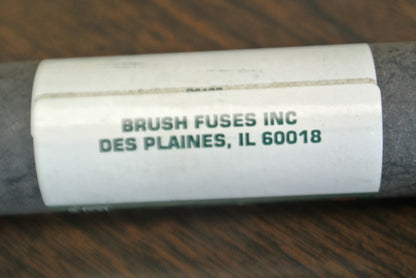 BRUSH FUSES INC
DES PLAINES, IL 60018